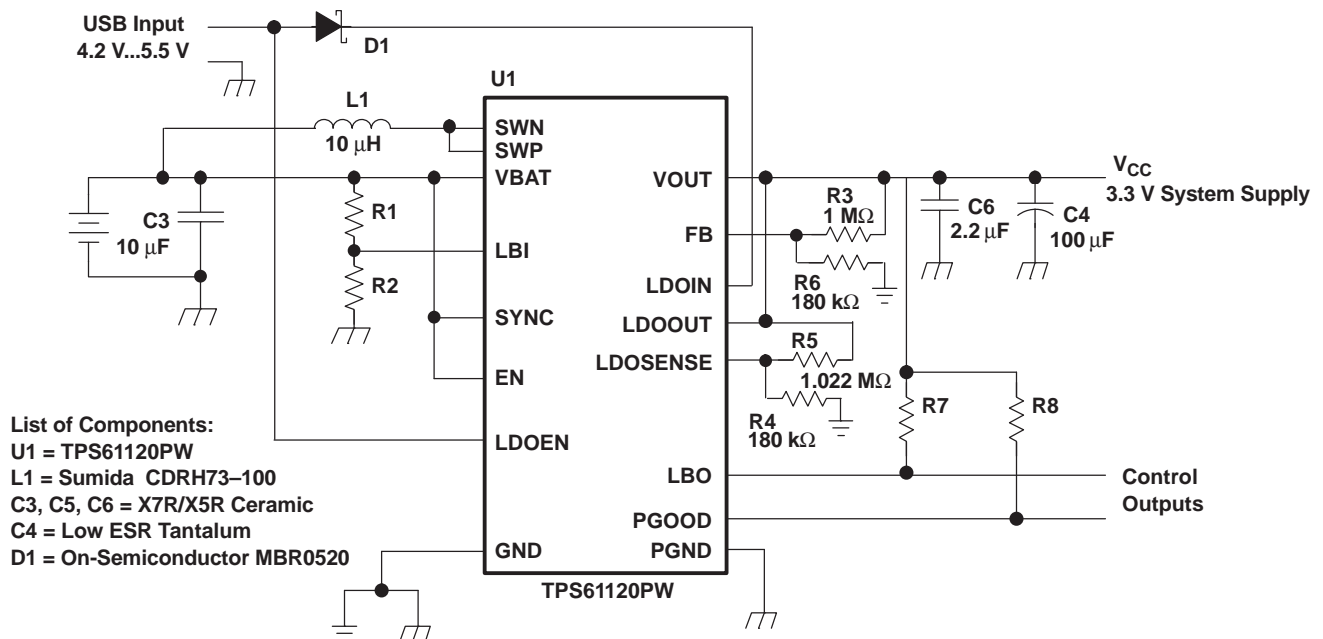 USB Input
4.2 V...5.5 V
D1
U1
L1
10 μH
SWN
SWP
VBAT
VOUT
VCC
3.3 V System Supply
C3
10 μF
R1
R2
LBI
SYNC
EN
LDOEN
GND
FB
LDOIN
LDOOUT
LDOSENSE
LBO
PGOOD
PGND
R3
1 MΩ
R6
180 kΩ
C6
2.2 μF
C4
100 μF
R5
1.022 MΩ
R4
180 kΩ
R7
R8
Control
Outputs
TPS61120PW
List of Components:
U1 = TPS61120PW
L1 = Sumida CDRH73–100
C3, C5, C6 = X7R/X5R Ceramic
C4 = Low ESR Tantalum
D1 = On-Semiconductor MBR0520